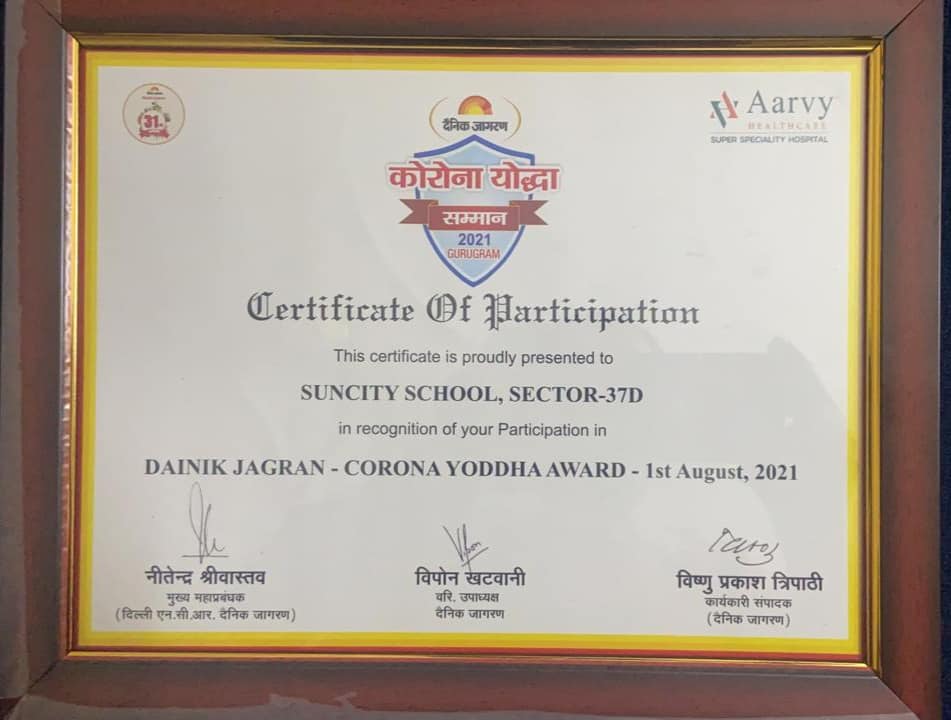 31
दैनिक जागरण
Aarvy
HEALTHCARE
SUPER SPECIALITY HOSPITAL
कोरोना योद्धा
सम्मान
2021
GURUGRAM
Certificate Of Participation
This certificate is proudly presented to
SUNCITY SCHOOL, SECTOR-37D
in recognition of your Participation in
DAINIK JAGRAN - CORONA YODDHA AWARD - 1st August, 2021
नीतेन्द्र श्रीवास्तव
मुख्य महाप्रबंधक
(दिल्ली एन.सी.आर. दैनिक जागरण)
विपोन खटवानी
वरि. उपाध्यक्ष
दैनिक जागरण
विष्णु प्रकाश त्रिपाठी
कार्यकारी संपादक
(दैनिक जागरण)